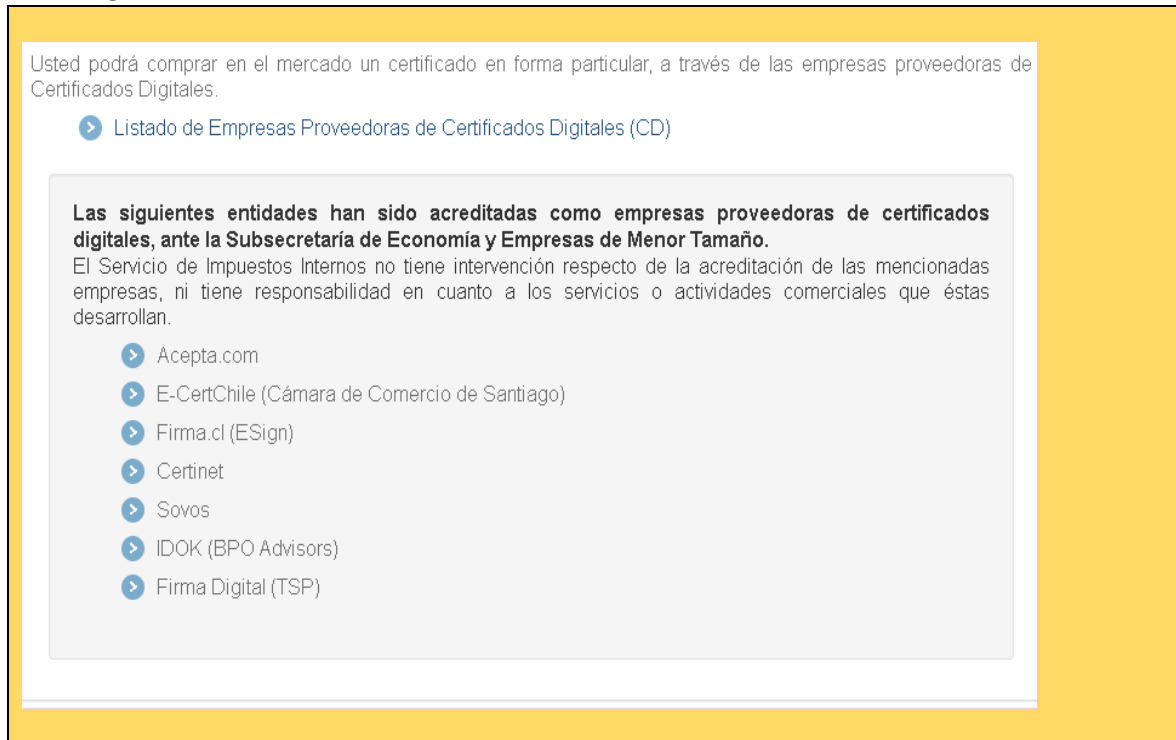 Usted podrá comprar en el mercado un certificado en forma particular, a través de las empresas proveedoras de
Certificados Digitales.
Listado de Empresas Proveedoras de Certificados Digitales (CD)
Las siguientes entidades han sido acreditadas como empresas proveedoras de certificados
digitales, ante la Subsecretaría de Economía y Empresas de Menor Tamaño.
El Servicio de Impuestos Internos no tiene intervención respecto de la acreditación de las mencionadas
empresas, ni tiene responsabilidad en cuanto a los servicios o actividades comerciales que éstas
desarrollan.
Acepta.com
E-CertChile (Cámara de Comercio de Santiago)
Firma.cl (ESign)
Certinet
Sovos
IDOK (BPO Advisors)
Firma Digital (TSP)